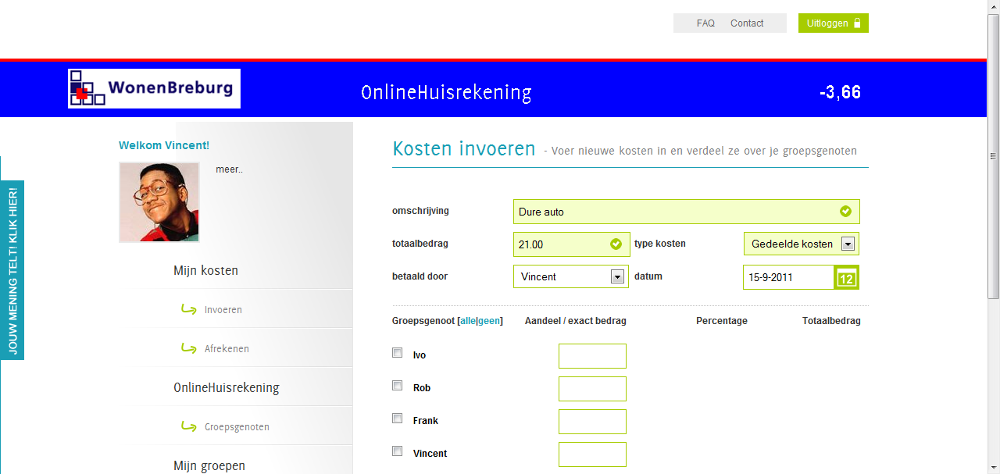 FAQ Contact Uitloggen
WonenBreburg OnlineHuisrekening -3,66
JOUW MENING TELT! KLIK HIER!
Welkom Vincent!
meer..
Mijn kosten
Invoeren
Afrekenen
OnlineHuisrekening
Groepsgenoten
Mijn groepen
Kosten invoeren - Voer nieuwe kosten in en verdeel ze over je groepsgenoten
omschrijving Dure auto
totaalbedrag 21.00 type kosten Gedeelde kosten
betaald door Vincent datum 15-9-2011 12
Groepsgenoot [alle|geen] Aandeel / exact bedrag Percentage Totaalbedrag
Ivo
Rob
Frank
Vincent